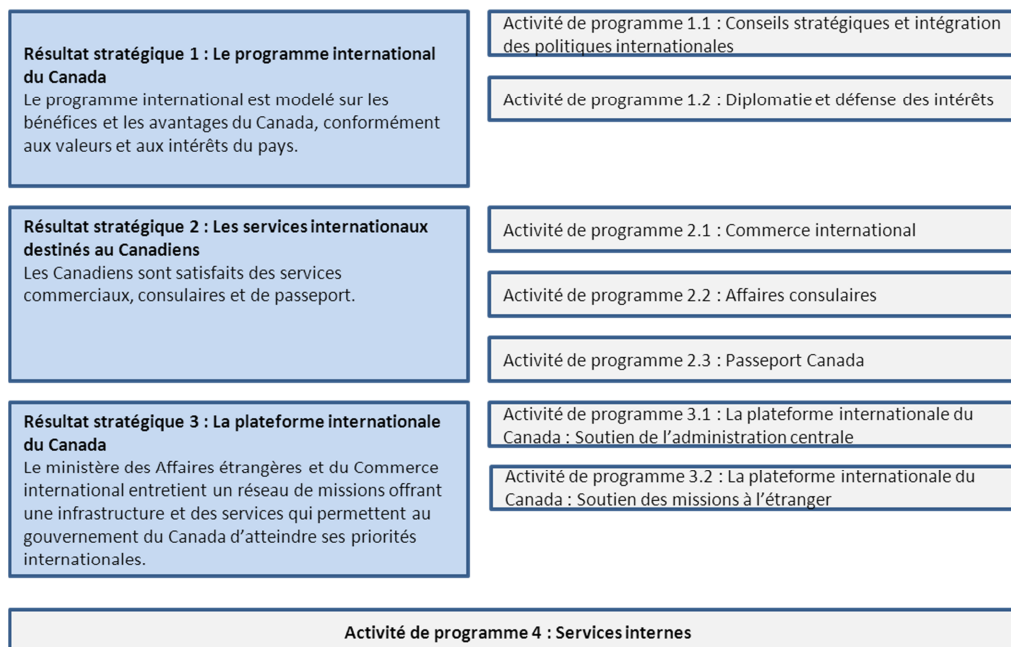 Résultat stratégique 1 : Le programme international
du Canada
Le programme international est modelé sur les
bénéfices et les avantages du Canada, conformément
aux valeurs et aux intérêts du pays.
Activité de programme 1.1 : Conseils stratégiques et intégration
des politiques internationales
Activité de programme 1.2 : Diplomatie et défense des intérêts
Résultat stratégique 2 : Les services internationaux
destinés au Canadiens
Les Canadiens sont satisfaits des services
commerciaux, consulaires et de passeport.
Activité de programme 2.1 : Commerce international
Activité de programme 2.2 : Affaires consulaires
Activité de programme 2.3 : Passeport Canada
Résultat stratégique 3 : La plateforme internationale
du Canada
Le ministère des Affaires étrangères et du Commerce
international entretient un réseau de missions offrant
une infrastructure et des services qui permettent au
gouvernement du Canada d’atteindre ses priorités
internationales.
Activité de programme 3.1 : La plateforme internationale du
Canada : Soutien de l’administration centrale
Activité de programme 3.2 : La plateforme internationale du
Canada : Soutien des missions à l’étranger
Activité de programme 4 : Services internes